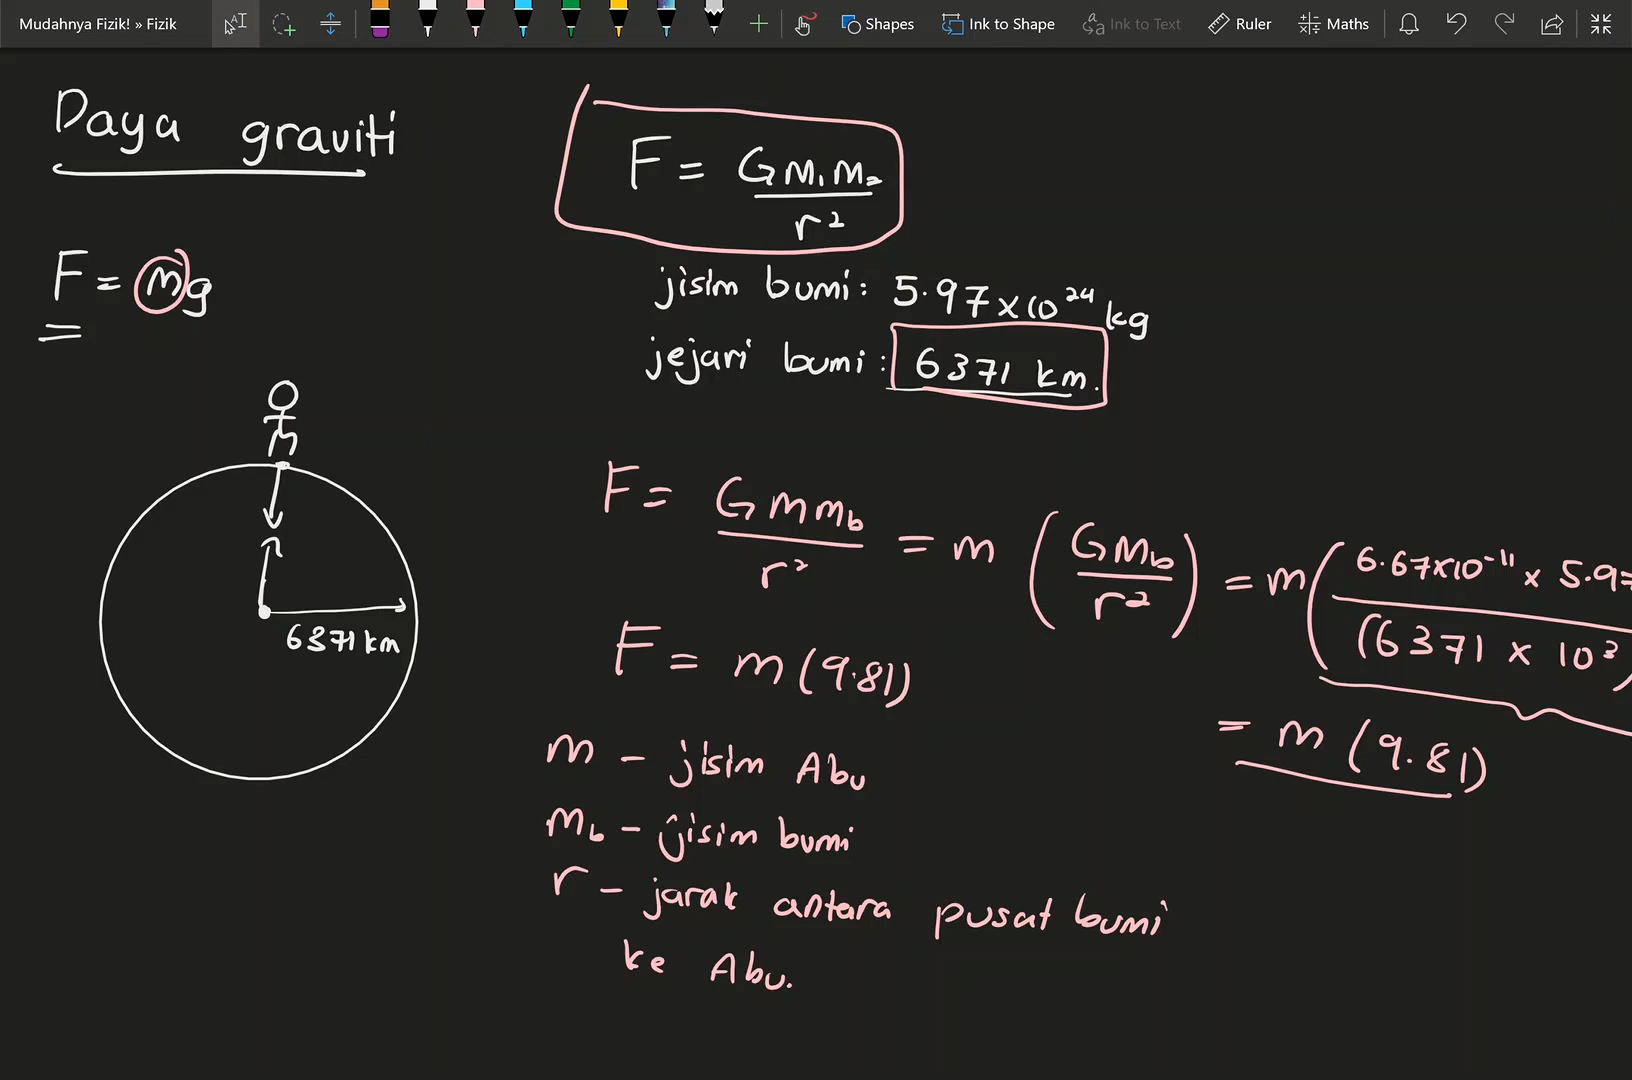 Mudahnya Fizik! » Fizik
Shapes
Ink to Shape
Ink to Text
Ruler
Maths
Daya graviti
F = mg
F = Gm₁m₂ / r²
jisim bumi: 5.97 x 10²⁴ kg
jejari bumi: 6371 km.
m
r
6371 km
F = Gmm_b / r² = m (Gm_b / r²) = m (6.67x10⁻¹¹ x 5.97 / (6371 x 10³)
F = m (9.81)
= m (9.81)
m - jisim Abu
m_b - jisim bumi
r - jarak antara pusat bumi
ke Abu.